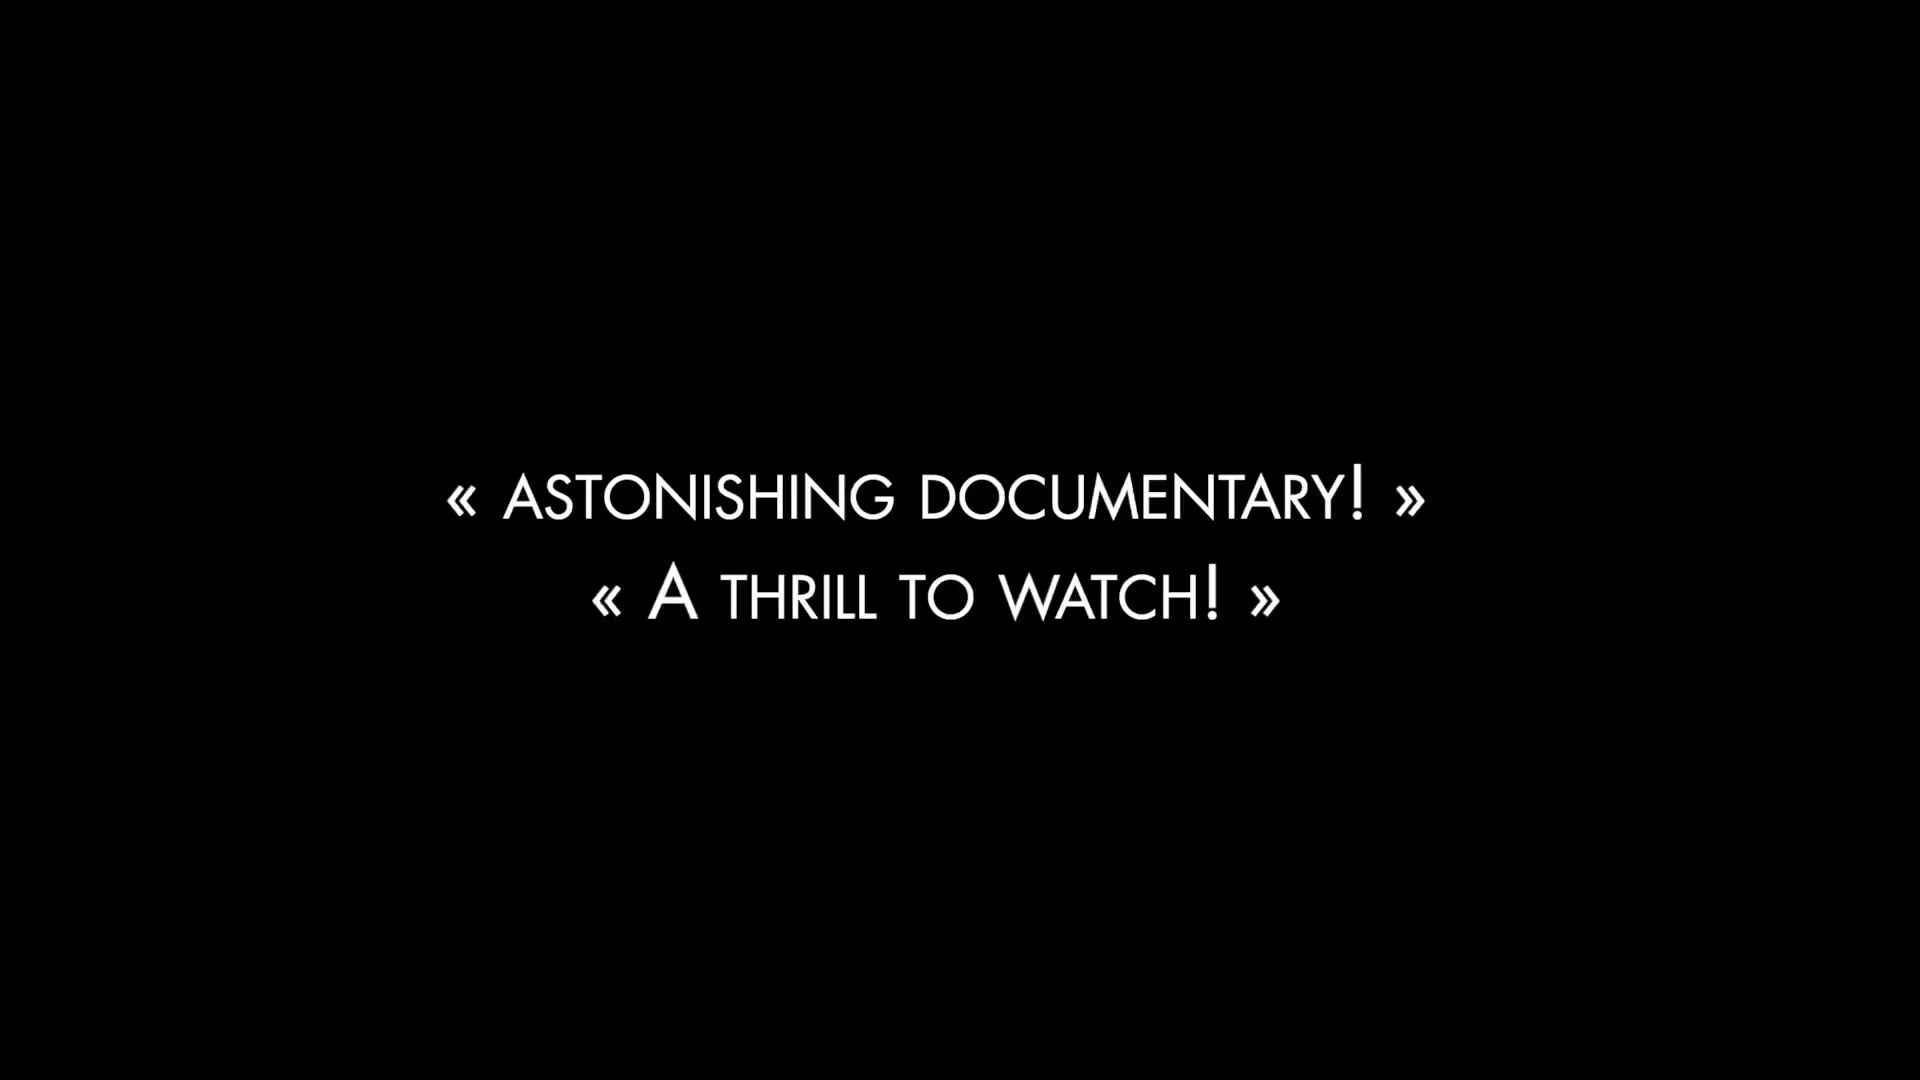 « ASTONISHING DOCUMENTARY! »
« A THRILL TO WATCH! »